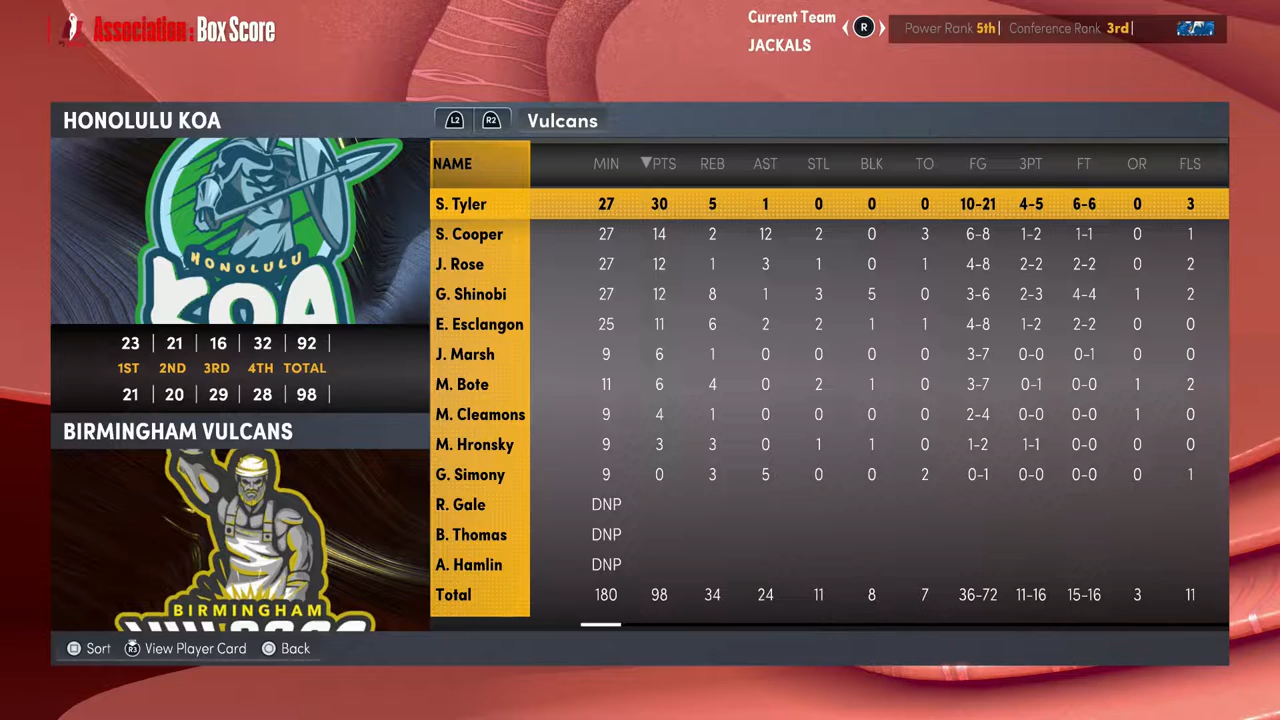 Association: Box Score
Current Team
JACKALS
R
Power Rank 5th| Conference Rank 3rd|
HONOLULU KOA
HONOLULU
KOA
23 | 21 | 16 | 32 | 92 |
1ST 2ND 3RD 4TH TOTAL
21 | 20 | 29 | 28 | 98 |
BIRMINGHAM VULCANS
BIRMINGHAM
L2 R2 Vulcans
NAME MIN ▼PTS REB AST STL BLK TO FG 3PT FT OR FLS
S. Tyler 27 30 5 1 0 0 0 10-21 4-5 6-6 0 3
S. Cooper 27 14 2 12 2 0 3 6-8 1-2 1-1 0 1
J. Rose 27 12 1 3 1 0 1 4-8 2-2 2-2 0 2
G. Shinobi 27 12 8 1 3 5 0 3-6 2-3 4-4 1 2
E. Esclangon 25 11 6 2 2 1 1 4-8 1-2 2-2 0 0
J. Marsh 9 6 1 0 0 0 0 3-7 0-0 0-1 0 0
M. Bote 11 6 4 0 2 1 0 3-7 0-1 0-0 1 2
M. Cleamons 9 4 1 0 0 0 0 2-4 0-0 0-0 1 0
M. Hronsky 9 3 3 0 1 1 0 1-2 1-1 0-0 0 0
G. Simony 9 0 3 5 0 0 2 0-1 0-0 0-0 0 1
R. Gale DNP
B. Thomas DNP
A. Hamlin DNP
Total 180 98 34 24 11 8 7 36-72 11-16 15-16 3 11
Sort R3 View Player Card Back